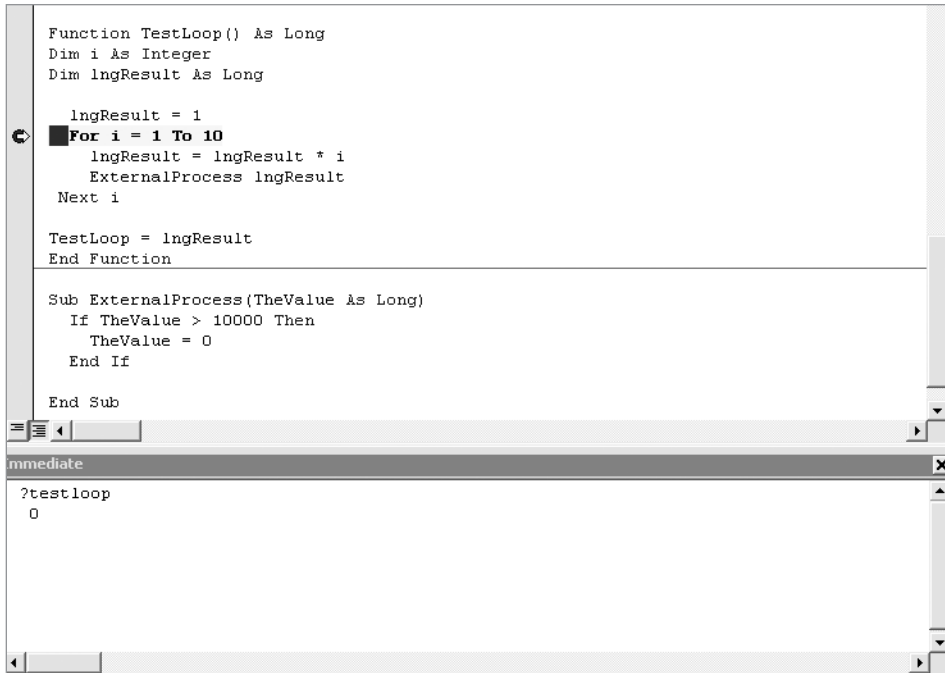 Function TestLoop() As Long
Dim i As Integer
Dim lngResult As Long
lngResult = 1
For i = 1 To 10
lngResult = lngResult * i
ExternalProcess lngResult
Next i
TestLoop = lngResult
End Function
Sub ExternalProcess(TheValue As Long)
If TheValue > 10000 Then
TheValue = 0
End If
End Sub
mmediate
?testloop
0